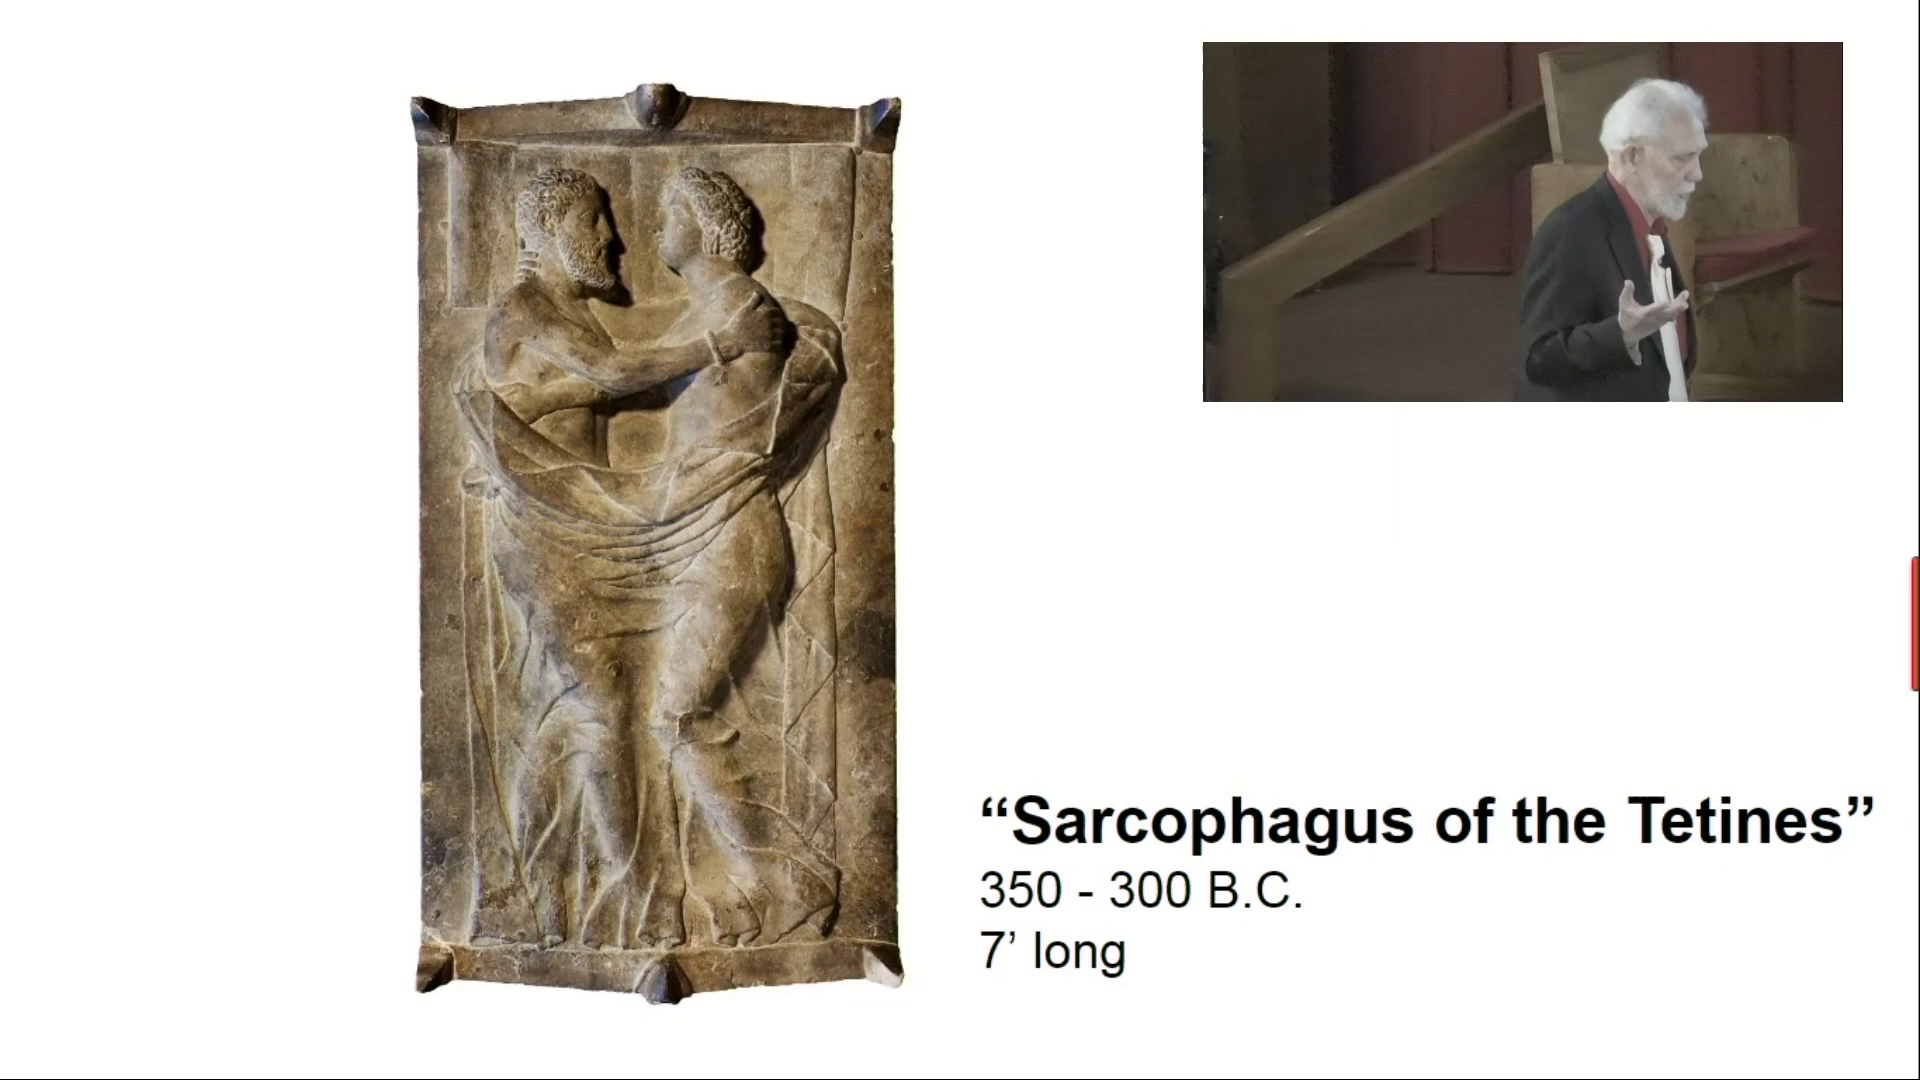 “Sarcophagus of the Tetines”
350 - 300 B.C.
7’ long